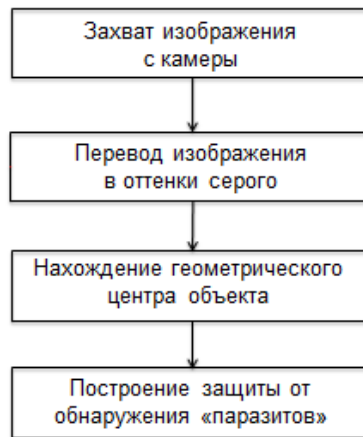 Захват изображения
с камеры
Перевод изображения
в оттенки серого
Нахождение геометрического
центра объекта
Построение защиты от
обнаружения «паразитов»